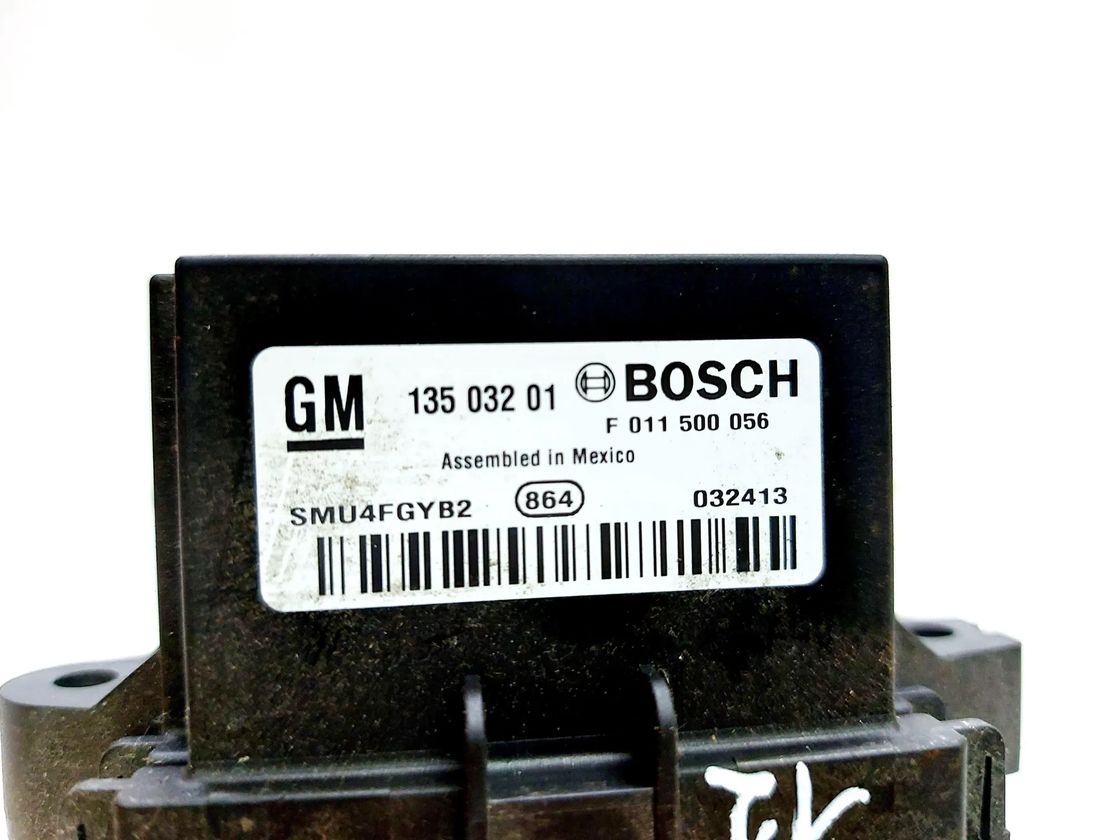 GM 135 032 01 BOSCH
F 011 500 056
Assembled in Mexico
SMU4FGYB2 864 032413